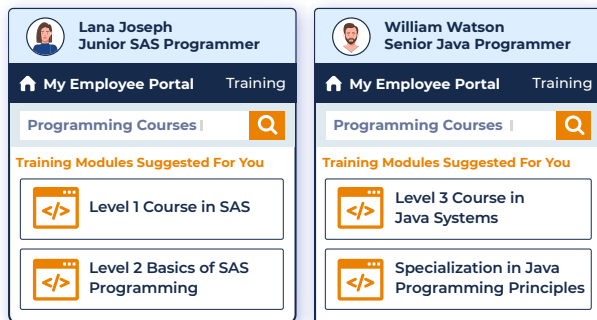 Lana Joseph
Junior SAS Programmer
My Employee Portal
Training
Programming Courses
Training Modules Suggested For You
</>
Level 1 Course in SAS
</>
Level 2 Basics of SAS
Programming
William Watson
Senior Java Programmer
My Employee Portal
Training
Programming Courses
Training Modules Suggested For You
</>
Level 3 Course in
Java Systems
</>
Specialization in Java
Programming Principles